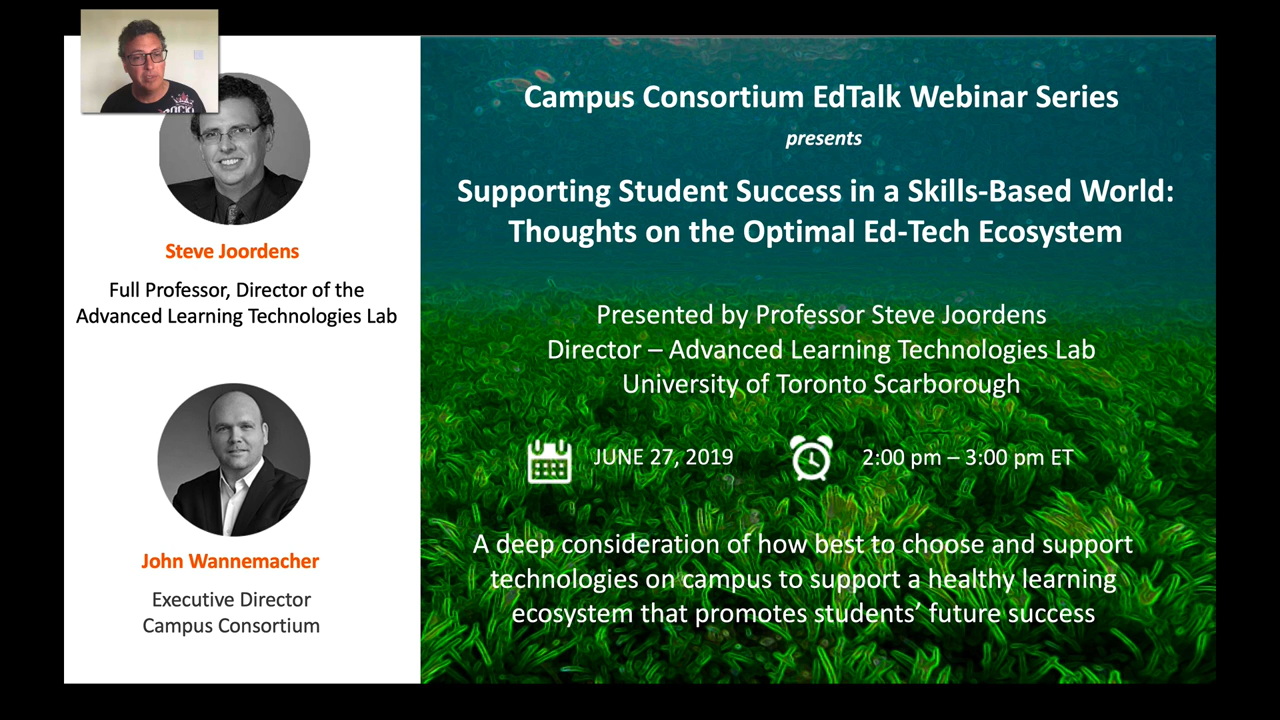 Steve Joordens
Full Professor, Director of the
Advanced Learning Technologies Lab
John Wannemacher
Executive Director
Campus Consortium
Campus Consortium EdTalk Webinar Series
presents
Supporting Student Success in a Skills-Based World:
Thoughts on the Optimal Ed-Tech Ecosystem
Presented by Professor Steve Joordens
Director – Advanced Learning Technologies Lab
University of Toronto Scarborough
JUNE 27, 2019
2:00 pm – 3:00 pm ET
A deep consideration of how best to choose and support
technologies on campus to support a healthy learning
ecosystem that promotes students’ future success